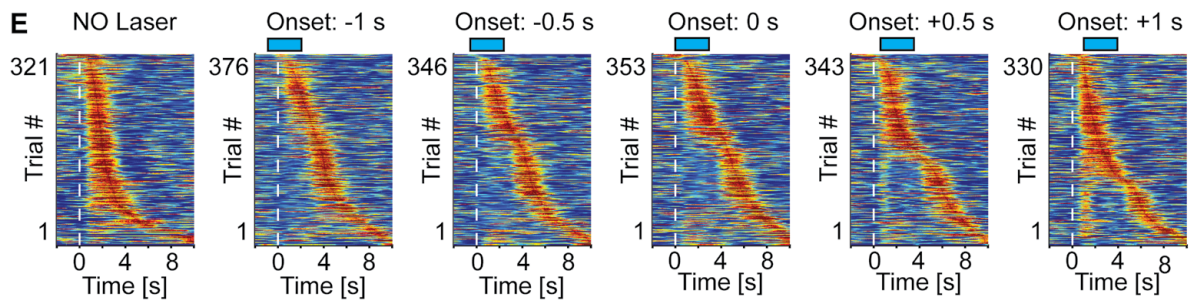 E
NO Laser
Onset: -1 s
Onset: -0.5 s
Onset: 0 s
Onset: +0.5 s
Onset: +1 s
321
376
346
353
343
330
Trial #
Trial #
Trial #
Trial #
Trial #
Trial #
1
1
1
1
1
1
0 4 8
0 4 8
0 4 8
0 4 8
0 4 8
0 4 8
Time [s]
Time [s]
Time [s]
Time [s]
Time [s]
Time [s]